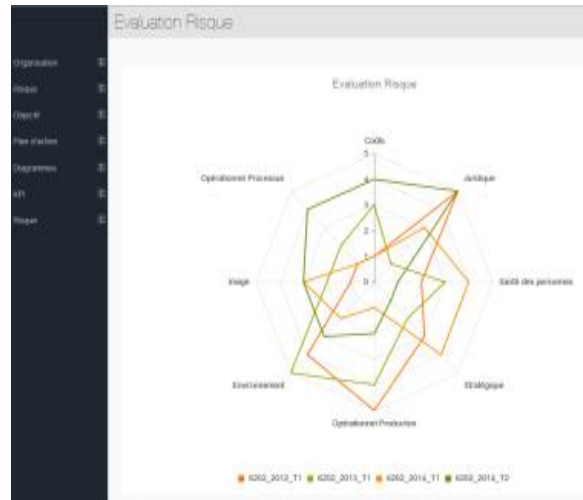 Evaluation Risque
Organisation
Risque
Objectif
Plan d'action
Diagrammes
KPI
Risque
Evaluation Risque
Coûts
5
4
3
2
1
0
Juridique
Santé des personnes
Stratégique
Opérationnel Production
Environnement
Image
Opérationnel Processus
6202_2012_T1 6202_2013_T1 6202_2014_T1 6202_2014_T2